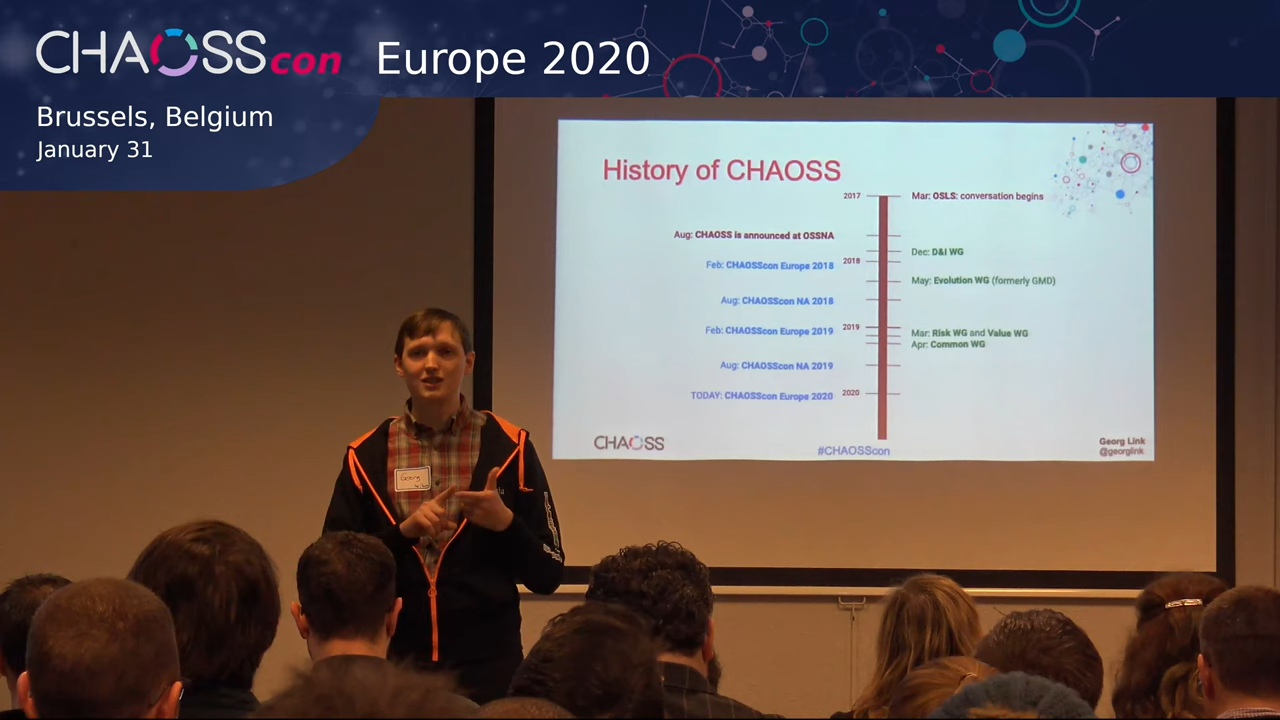 CHAOSScon Europe 2020
Brussels, Belgium
January 31
History of CHAOSS
2017
Mar: OSLS: conversation begins
Aug: CHAOSS is announced at OSSNA
Dec: D&I WG
2018
Feb: CHAOSScon Europe 2018
May: Evolution WG (formerly GMD)
Aug: CHAOSScon NA 2018
2019
Feb: CHAOSScon Europe 2019
Mar: Risk WG and Value WG
Apr: Common WG
Aug: CHAOSScon NA 2019
TODAY: CHAOSScon Europe 2020
2020
CHAOSS
#CHAOSScon
Georg Link
@georglink
Georg